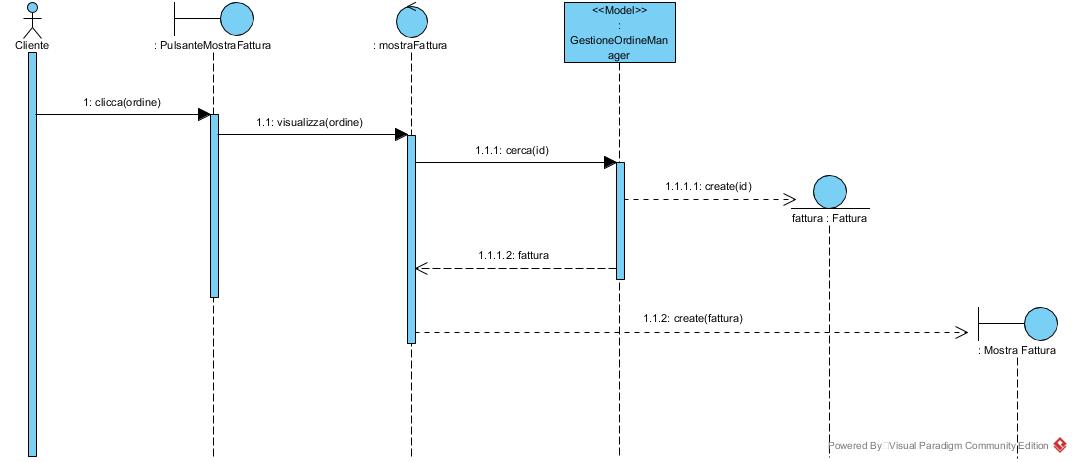 <<Model>>
:
GestioneOrdineMan
ager
Cliente
: PulsanteMostraFattura
: mostraFattura
1: clicca(ordine)
1.1: visualizza(ordine)
1.1.1: cerca(id)
1.1.1.1: create(id)
fattura : Fattura
1.1.1.2: fattura
1.1.2: create(fattura)
: Mostra Fattura
Powered By Visual Paradigm Community Edition